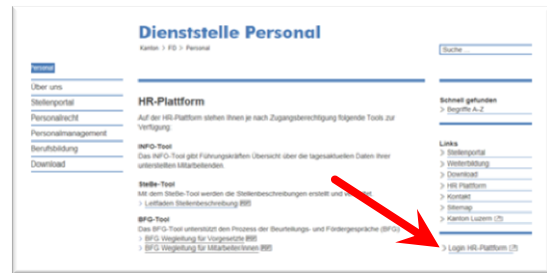 Dienststelle Personal
Kanton > FD > Personal
Suche ...
Personal
Über uns
Stellenportal
Personalrecht
Personalmanagement
Berufsbildung
Download
HR-Plattform
Auf der HR-Plattform stehen Ihnen je nach Zugangsberechtigung folgende Tools zur
Verfügung:
INFO-Tool
Das INFO-Tool gibt Führungskräften Übersicht über die tagesaktuellen Daten ihrer
unterstellten Mitarbeitenden.
SteBe-Tool
Mit dem SteBe-Tool werden die Stellenbeschreibungen erstellt und
> Leitfaden Stellenbeschreibung
BFG-Tool
Das BFG-Tool unterstützt den Prozess der Beurteilungs- und Fördergespräche (BFG)
> BFG Wegleitung für Vorgesetzte
> BFG Wegleitung für Mitarbeiter/innen
Schnell gefunden
> Begriffe A-Z
Links
> Stellenportal
> Weiterbildung
> Download
> HR Plattform
> Kontakt
> Sitemap
> Kanton Luzern
> Login HR-Plattform